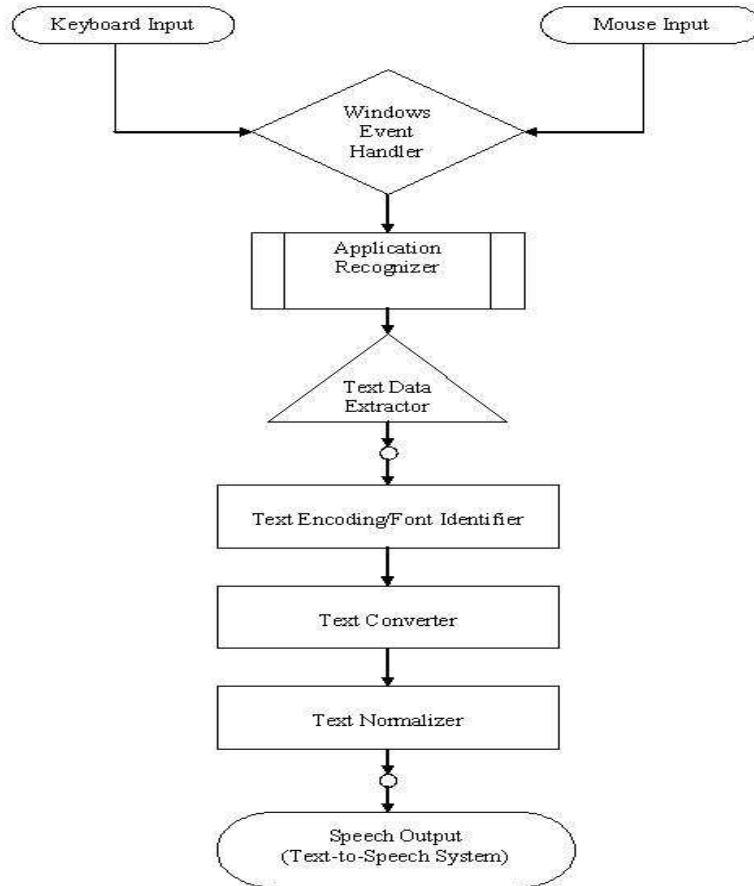 Keyboard Input
Mouse Input
Windows
Event
Handler
Application
Recognizer
Text Data
Extractor
Text Encoding/Font Identifier
Text Converter
Text Normalizer
Speech Output
(Text-to-Speech System)